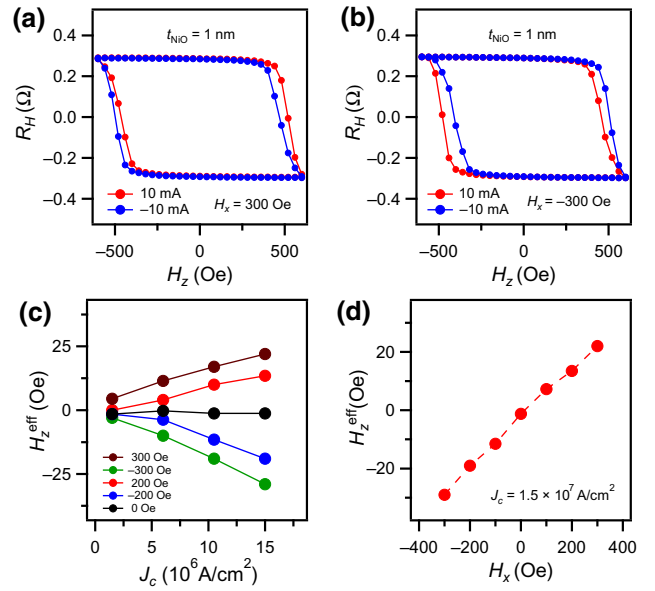 (a)
t_NiO = 1 nm
0.4
0.2
0.0
−0.2
−0.4
R_H (Ω)
10 mA
−10 mA
H_x = 300 Oe
−500
0
500
H_z (Oe)
(b)
t_NiO = 1 nm
0.4
0.2
0.0
−0.2
−0.4
R_H (Ω)
10 mA
−10 mA
H_x = −300 Oe
−500
0
500
H_z (Oe)
(c)
25
0
−25
H_z^eff (Oe)
300 Oe
−300 Oe
200 Oe
−200 Oe
0 Oe
0
5
10
15
J_c (10^6 A/cm^2)
(d)
20
0
−20
H_z^eff (Oe)
J_c = 1.5 × 10^7 A/cm^2
−400
−200
0
200
400
H_x (Oe)